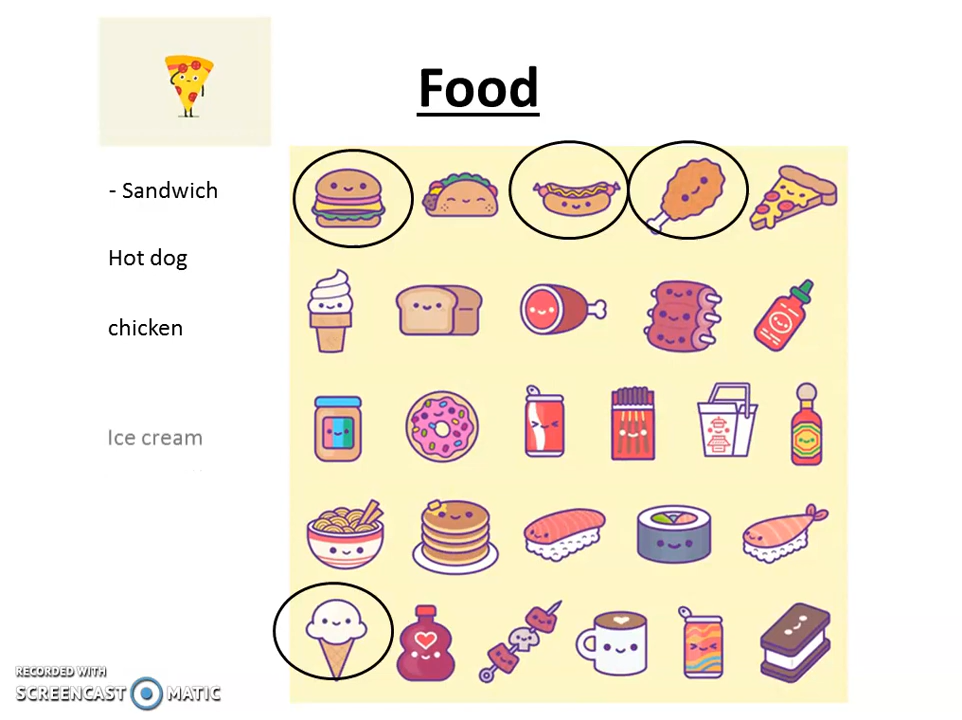 Food
- Sandwich
Hot dog
chicken
Ice cream
RECORDED WITH
SCREENCAST MATIC